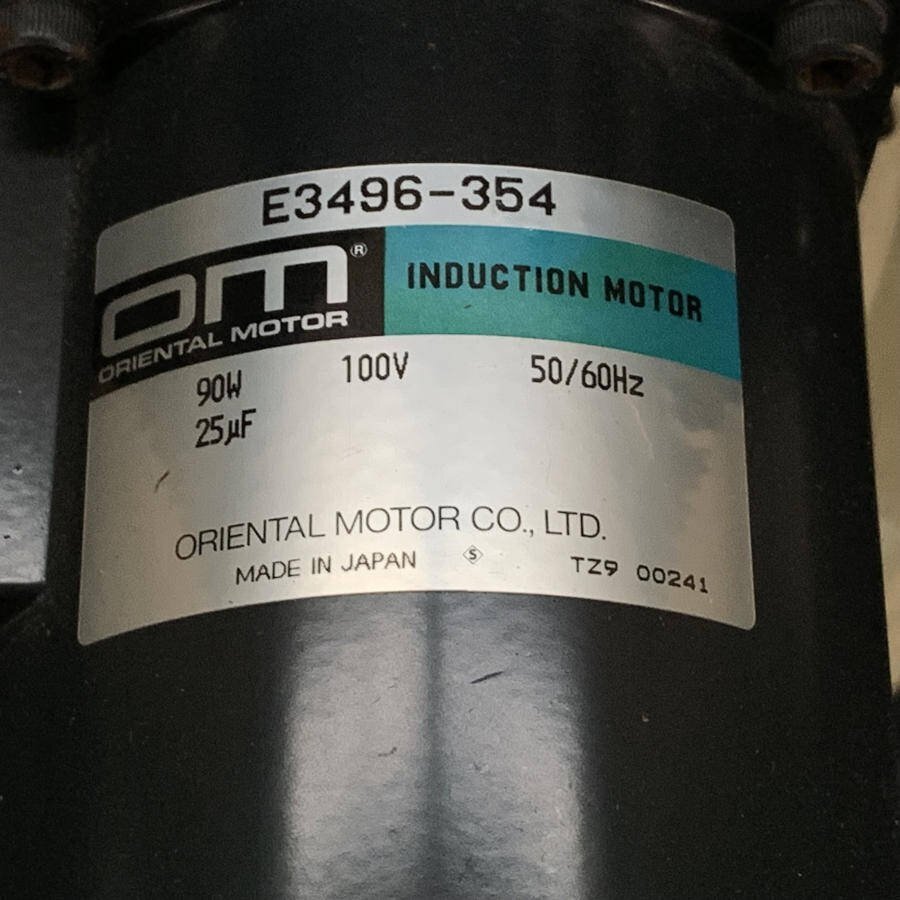 E3496-354
om® INDUCTION MOTOR
ORIENTAL MOTOR
90W 100V 50/60Hz
25µF
ORIENTAL MOTOR CO., LTD.
MADE IN JAPAN S TZ9 00241